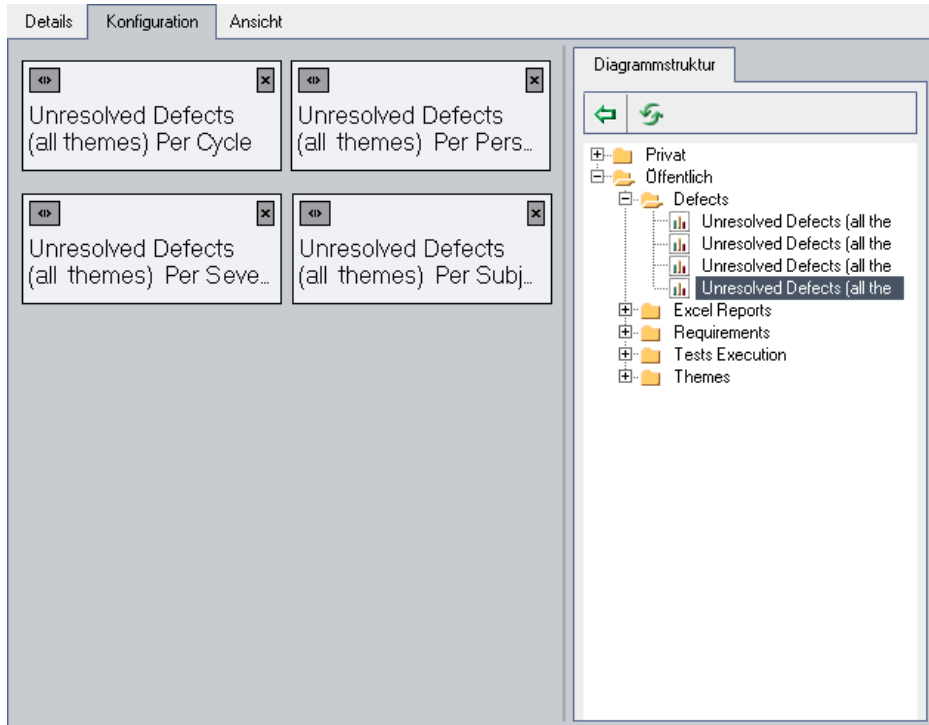 Details Konfiguration Ansicht
Unresolved Defects
(all themes) Per Cycle
Unresolved Defects
(all themes) Per Pers...
Unresolved Defects
(all themes) Per Seve...
Unresolved Defects
(all themes) Per Subj...
Diagrammstruktur
Privat
Öffentlich
Defects
Unresolved Defects (all the
Unresolved Defects (all the
Unresolved Defects (all the
Unresolved Defects (all the
Excel Reports
Requirements
Tests Execution
Themes